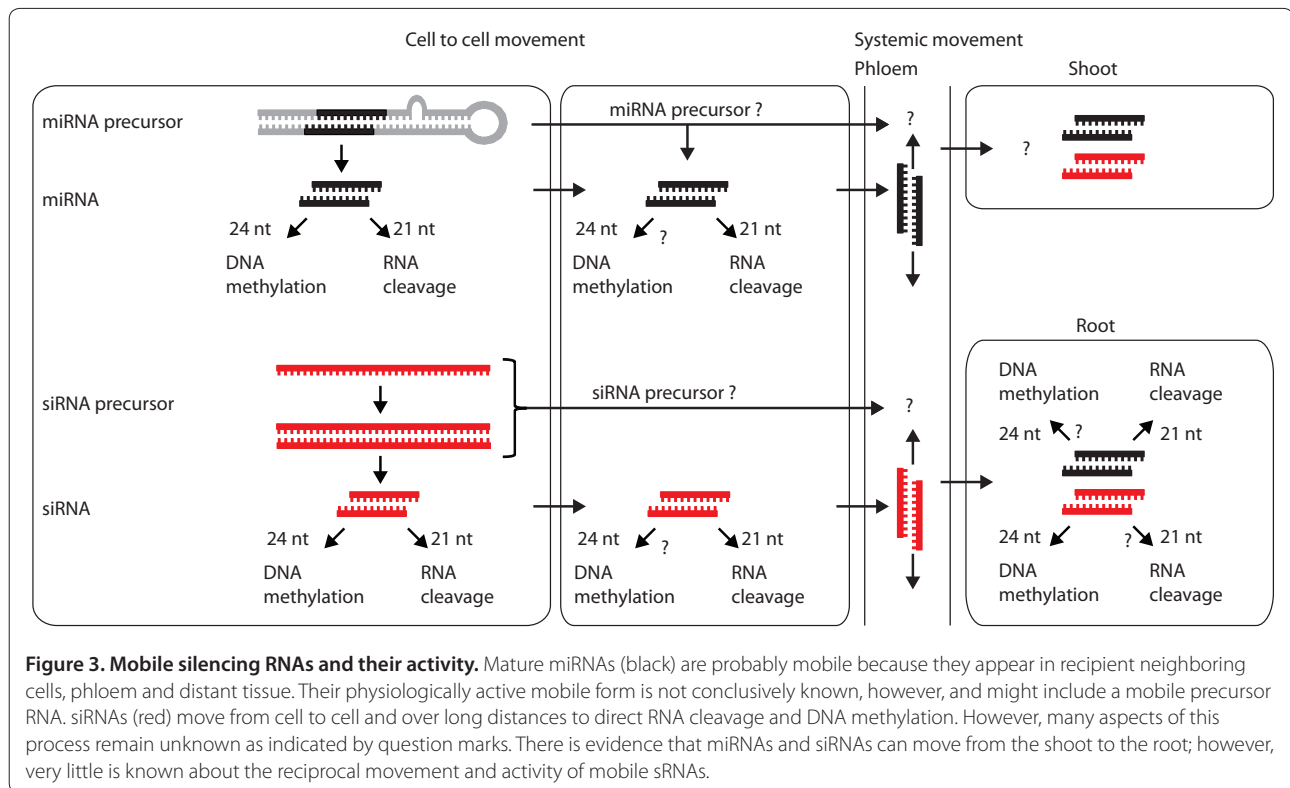 Cell to cell movement
Systemic movement
Phloem
Shoot
miRNA precursor
miRNA precursor ?
?
miRNA
?
24 nt
21 nt
DNA methylation
RNA cleavage
24 nt
?
21 nt
DNA methylation
RNA cleavage
Root
siRNA precursor
siRNA precursor ?
?
siRNA
24 nt
21 nt
DNA methylation
RNA cleavage
24 nt
?
21 nt
DNA methylation
RNA cleavage
DNA methylation
RNA cleavage
24 nt
?
21 nt
24 nt
?
21 nt
DNA methylation
RNA cleavage
Figure 3. Mobile silencing RNAs and their activity. Mature miRNAs (black) are probably mobile because they appear in recipient neighboring
cells, phloem and distant tissue. Their physiologically active mobile form is not conclusively known, however, and might include a mobile precursor
RNA. siRNAs (red) move from cell to cell and over long distances to direct RNA cleavage and DNA methylation. However, many aspects of this
process remain unknown as indicated by question marks. There is evidence that miRNAs and siRNAs can move from the shoot to the root; however,
very little is known about the reciprocal movement and activity of mobile sRNAs.